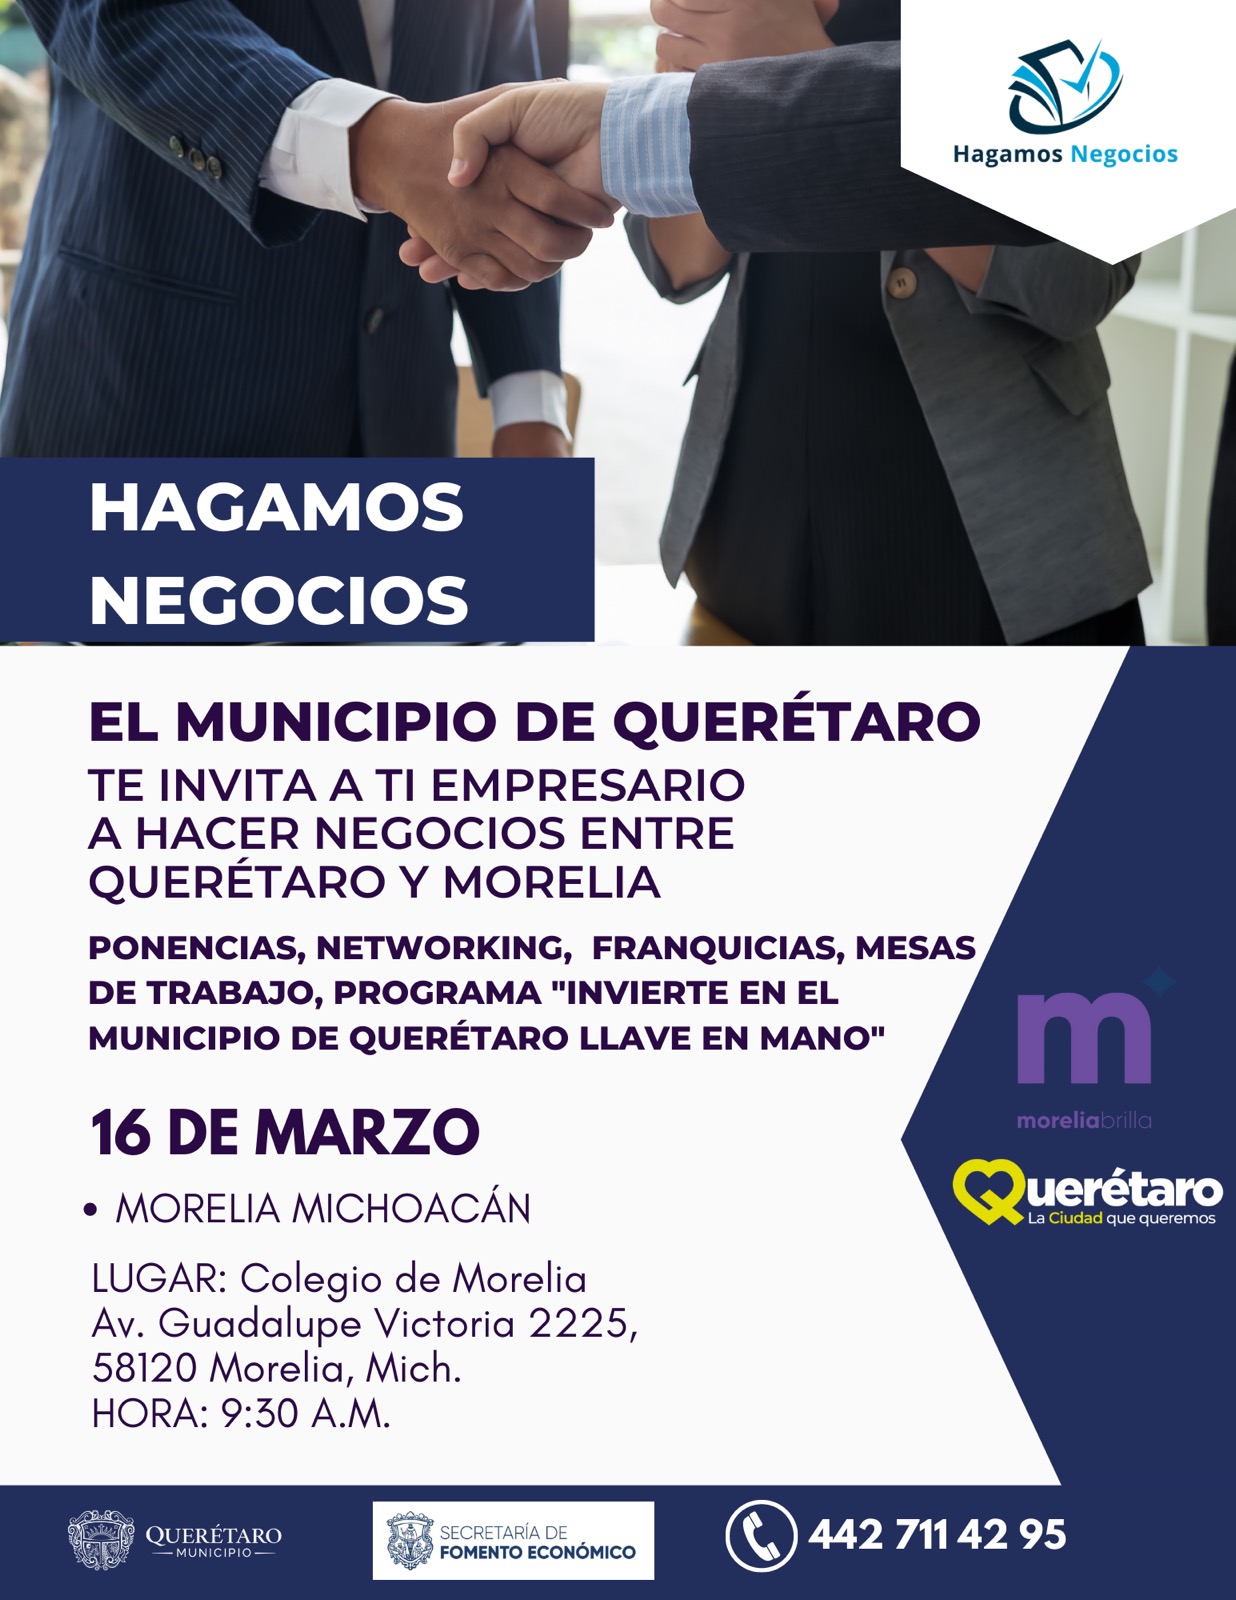 Hagamos Negocios
HAGAMOS
NEGOCIOS
EL MUNICIPIO DE QUERÉTARO
TE INVITA A TI EMPRESARIO
A HACER NEGOCIOS ENTRE
QUERÉTARO Y MORELIA
PONENCIAS, NETWORKING,  FRANQUICIAS, MESAS
DE TRABAJO, PROGRAMA "INVIERTE EN EL
MUNICIPIO DE QUERÉTARO LLAVE EN MANO"
16 DE MARZO
• MORELIA MICHOACÁN
LUGAR: Colegio de Morelia
Av. Guadalupe Victoria 2225,
58120 Morelia, Mich.
HORA: 9:30 A.M.
m
moreliabrilla
Querétaro
La Ciudad que queremos
QUERÉTARO
MUNICIPIO
SECRETARÍA DE
FOMENTO ECONÓMICO
442 711 42 95